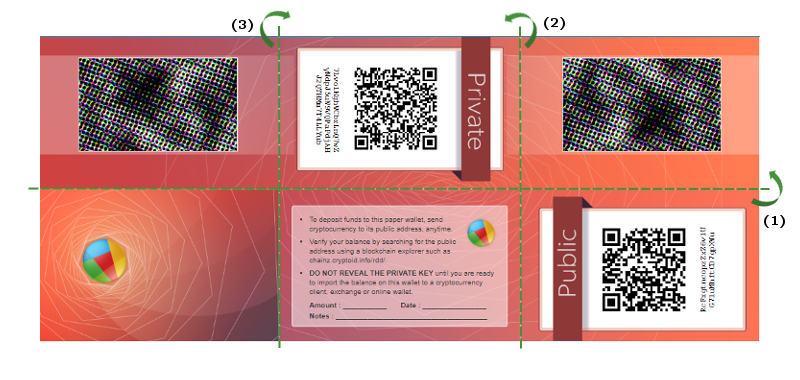 (3)
(2)
Private
(1)
• To deposit funds to this paper wallet, send
cryptocurrency to its public address, anytime.
• Verify your balance by searching for the public
address using a blockchain explorer such as
chainz.cryptoid.info/rdd/
• DO NOT REVEAL THE PRIVATE KEY until you are ready
to import the balance on this wallet to a cryptocurrency
client, exchange or online wallet.
Amount : ____________ Date : ____________
Notes : ____________
Public